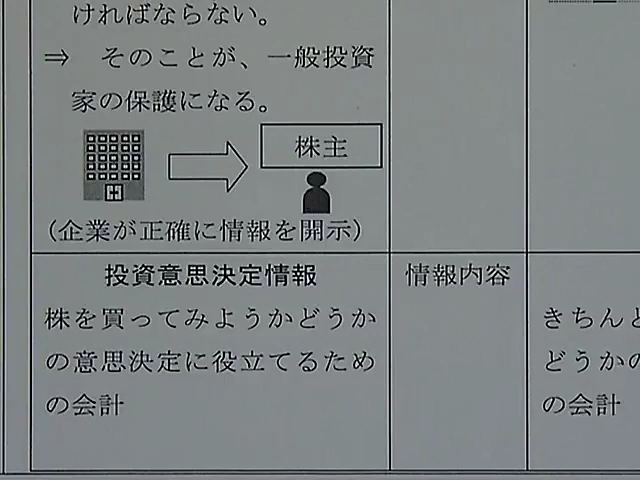 ければならない。
⇒ そのことが、一般投資
家の保護になる。
株主
(企業が正確に情報を開示)
投資意思決定情報
株を買ってみようかどうか
の意思決定に役立てるため
の会計
情報内容
きちんと
どうかの
の会計